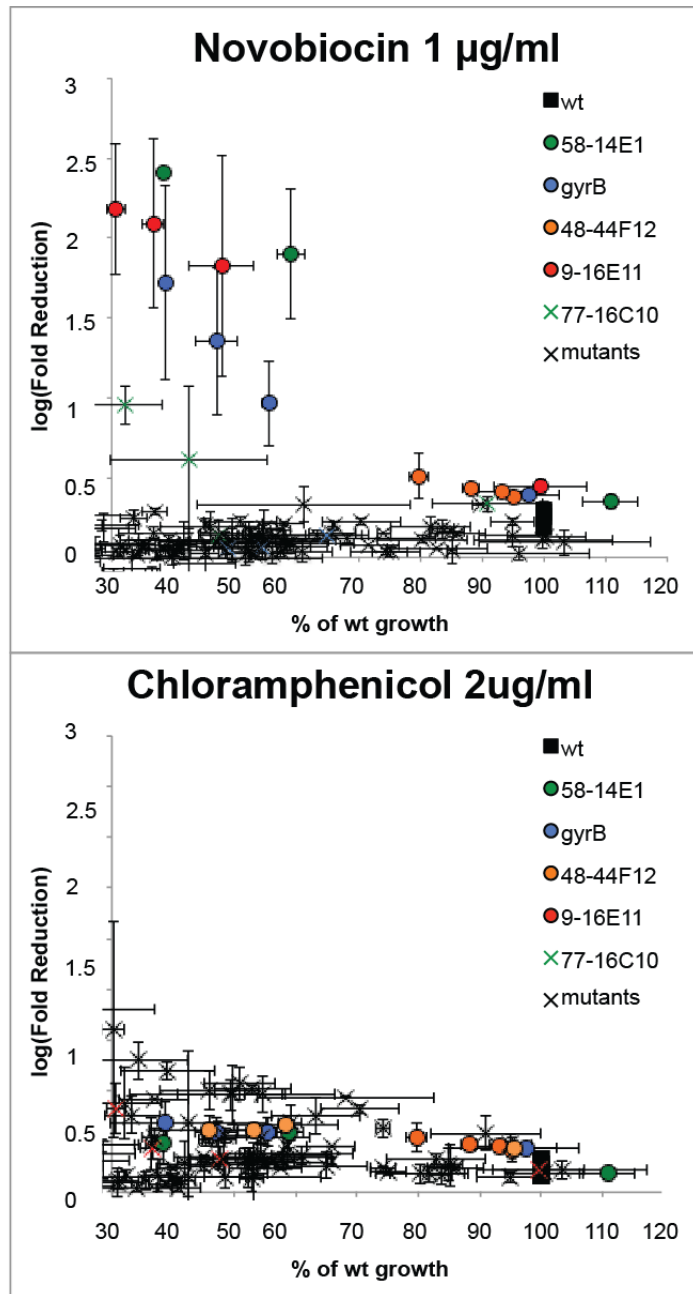 Novobiocin 1 µg/ml
3
2.5
2
1.5
1
0.5
0
log(Fold Reduction)
wt
58-14E1
gyrB
48-44F12
9-16E11
77-16C10
mutants
30 40 50 60 70 80 90 100 110 120
% of wt growth
Chloramphenicol 2ug/ml
3
2.5
2
1.5
1
0.5
0
log(Fold Reduction)
wt
58-14E1
gyrB
48-44F12
9-16E11
77-16C10
mutants
30 40 50 60 70 80 90 100 110 120
% of wt growth